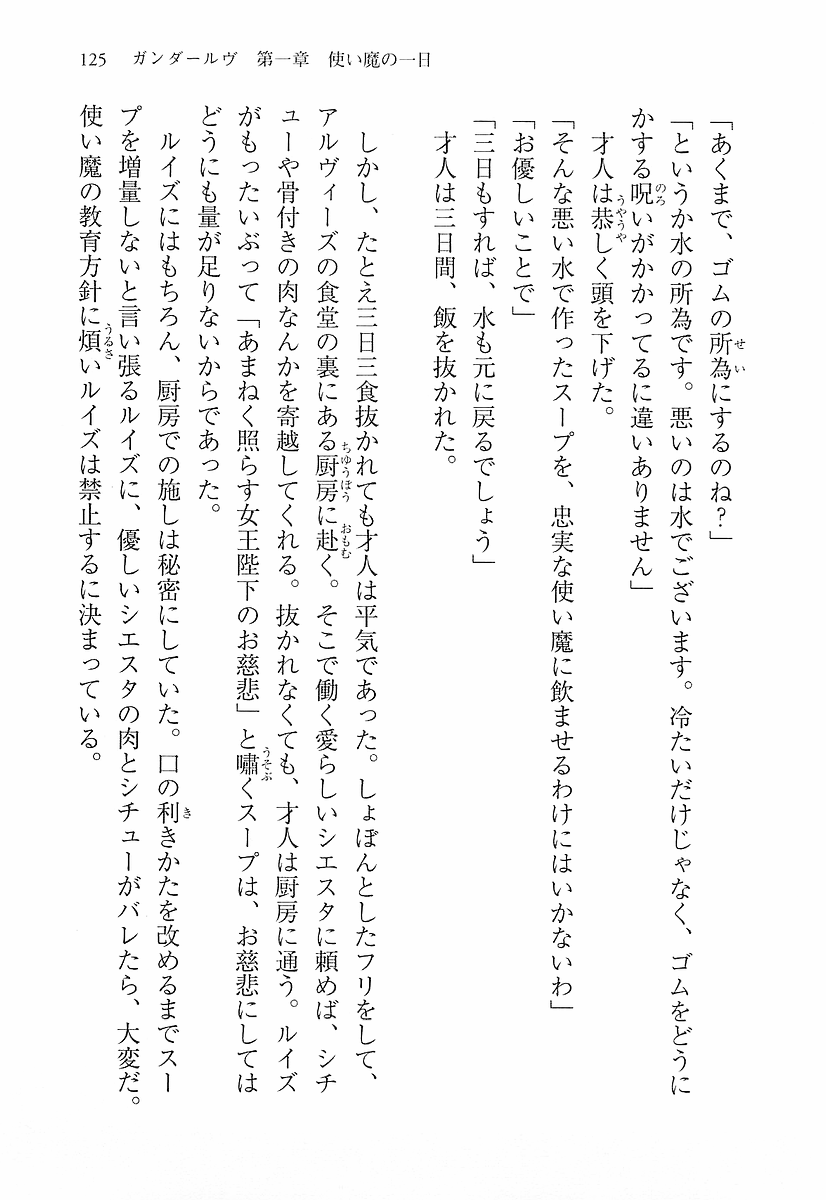 125　ガンダールヴ　第一章　使い魔の一日
「あくまで、ゴムの所為にするのね？」
「というか水の所為です。悪いのは水でございます。冷たいだけじゃなく、ゴムをどうに
かする呪いがかかってるに違いありません」
　才人は恭しく頭を下げた。
「そんな悪い水で作ったスープを、忠実な使い魔に飲ませるわけにはいかないわ」
「お優しいことで」
「三日もすれば、水も元に戻るでしょう」
　才人は三日間、飯を抜かれた。
　しかし、たとえ三日三食抜かれても才人は平気であった。しょぼんとしたフリをして、
アルヴィーズの食堂の裏にある厨房に赴く。そこで働く愛らしいシエスタに頼めば、シチ
ューや骨付きの肉なんかを寄越してくれる。抜かれなくても、才人は厨房に通う。ルイズ
がもったいぶって「あまねく照らす女王陛下のお慈悲」と嘯くスープは、お慈悲にしては
どうにも量が足りないからであった。
　ルイズにはもちろん、厨房での施しは秘密にしていた。口の利きかたを改めるまでスー
プを増量しないと言い張るルイズに、優しいシエスタの肉とシチューがバレたら、大変だ。
使い魔の教育方針に煩いルイズは禁止するに決まっている。